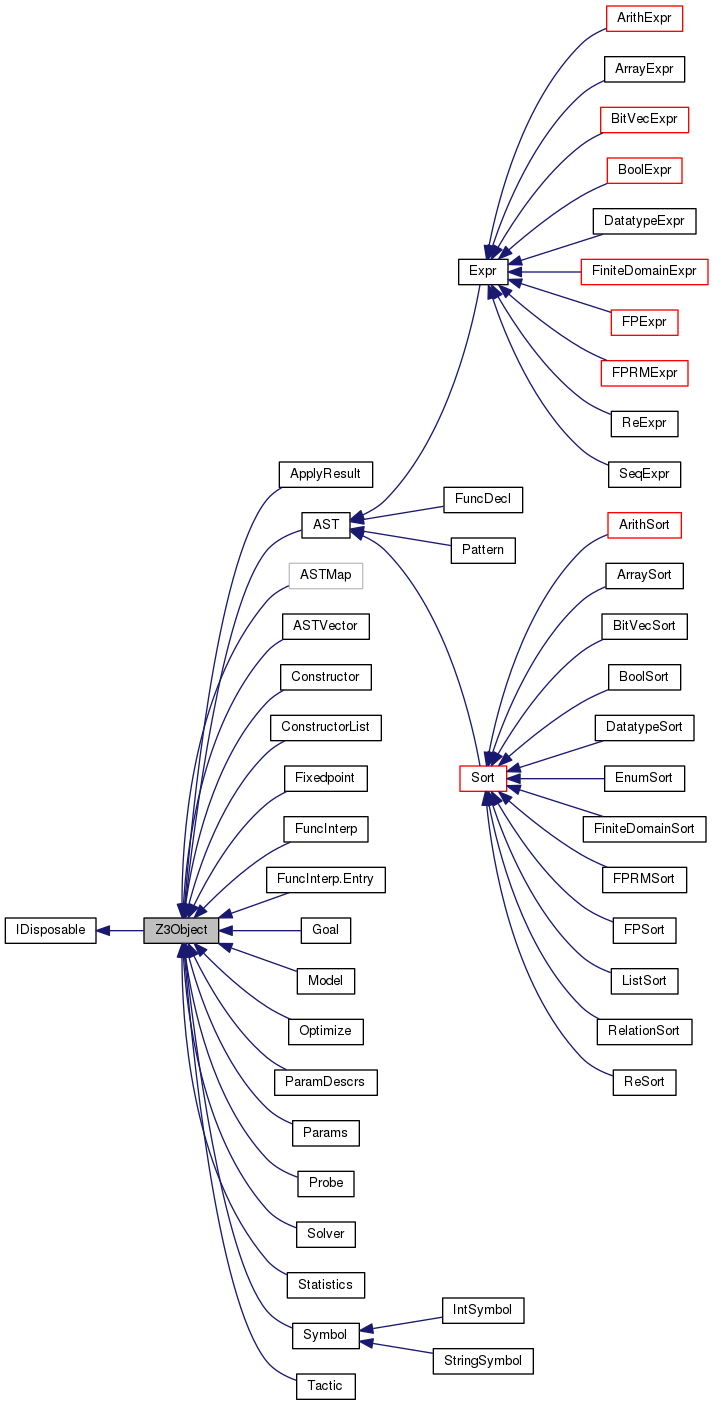 ArithExpr
ArrayExpr
BitVecExpr
BoolExpr
DatatypeExpr
Expr
FiniteDomainExpr
FPExpr
FPRMExpr
ReExpr
SeqExpr
ApplyResult
FuncDecl
AST
ArithSort
Pattern
ASTMap
ArraySort
ASTVector
BitVecSort
Constructor
BoolSort
ConstructorList
DatatypeSort
Fixedpoint
Sort
EnumSort
FuncInterp
FiniteDomainSort
FuncInterp.Entry
FPRMSort
IDisposable
Z3Object
Goal
FPSort
Model
ListSort
Optimize
RelationSort
ParamDescrs
ReSort
Params
Probe
Solver
Statistics
IntSymbol
Symbol
StringSymbol
Tactic